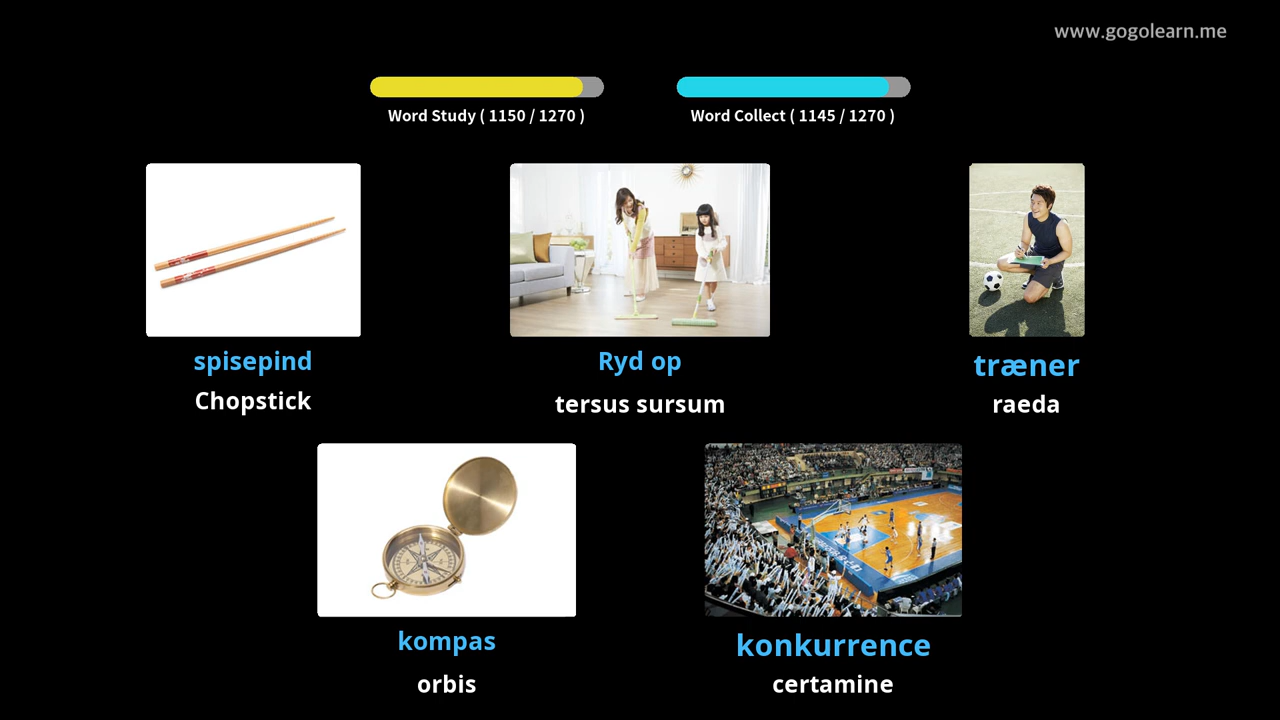 www.gogolearn.me
Word Study ( 1150 / 1270 )
Word Collect ( 1145 / 1270 )
spisepind
Chopstick
Ryd op
tersus sursum
træner
raeda
kompas
orbis
konkurrence
certamine